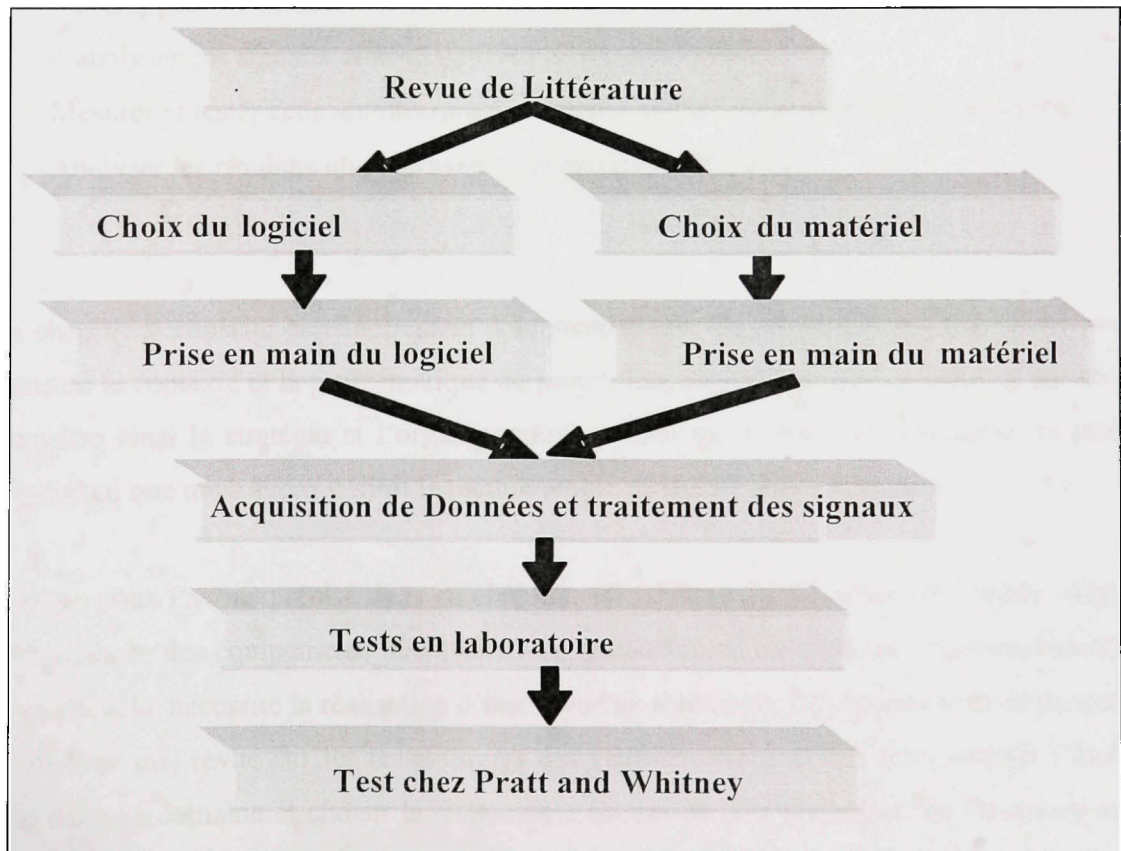 Revue de Littérature
Choix du logiciel
Choix du matériel
Prise en main du logiciel
Prise en main du matériel
Acquisition de Données et traitement des signaux
Tests en laboratoire
Test chez Pratt and Whitney